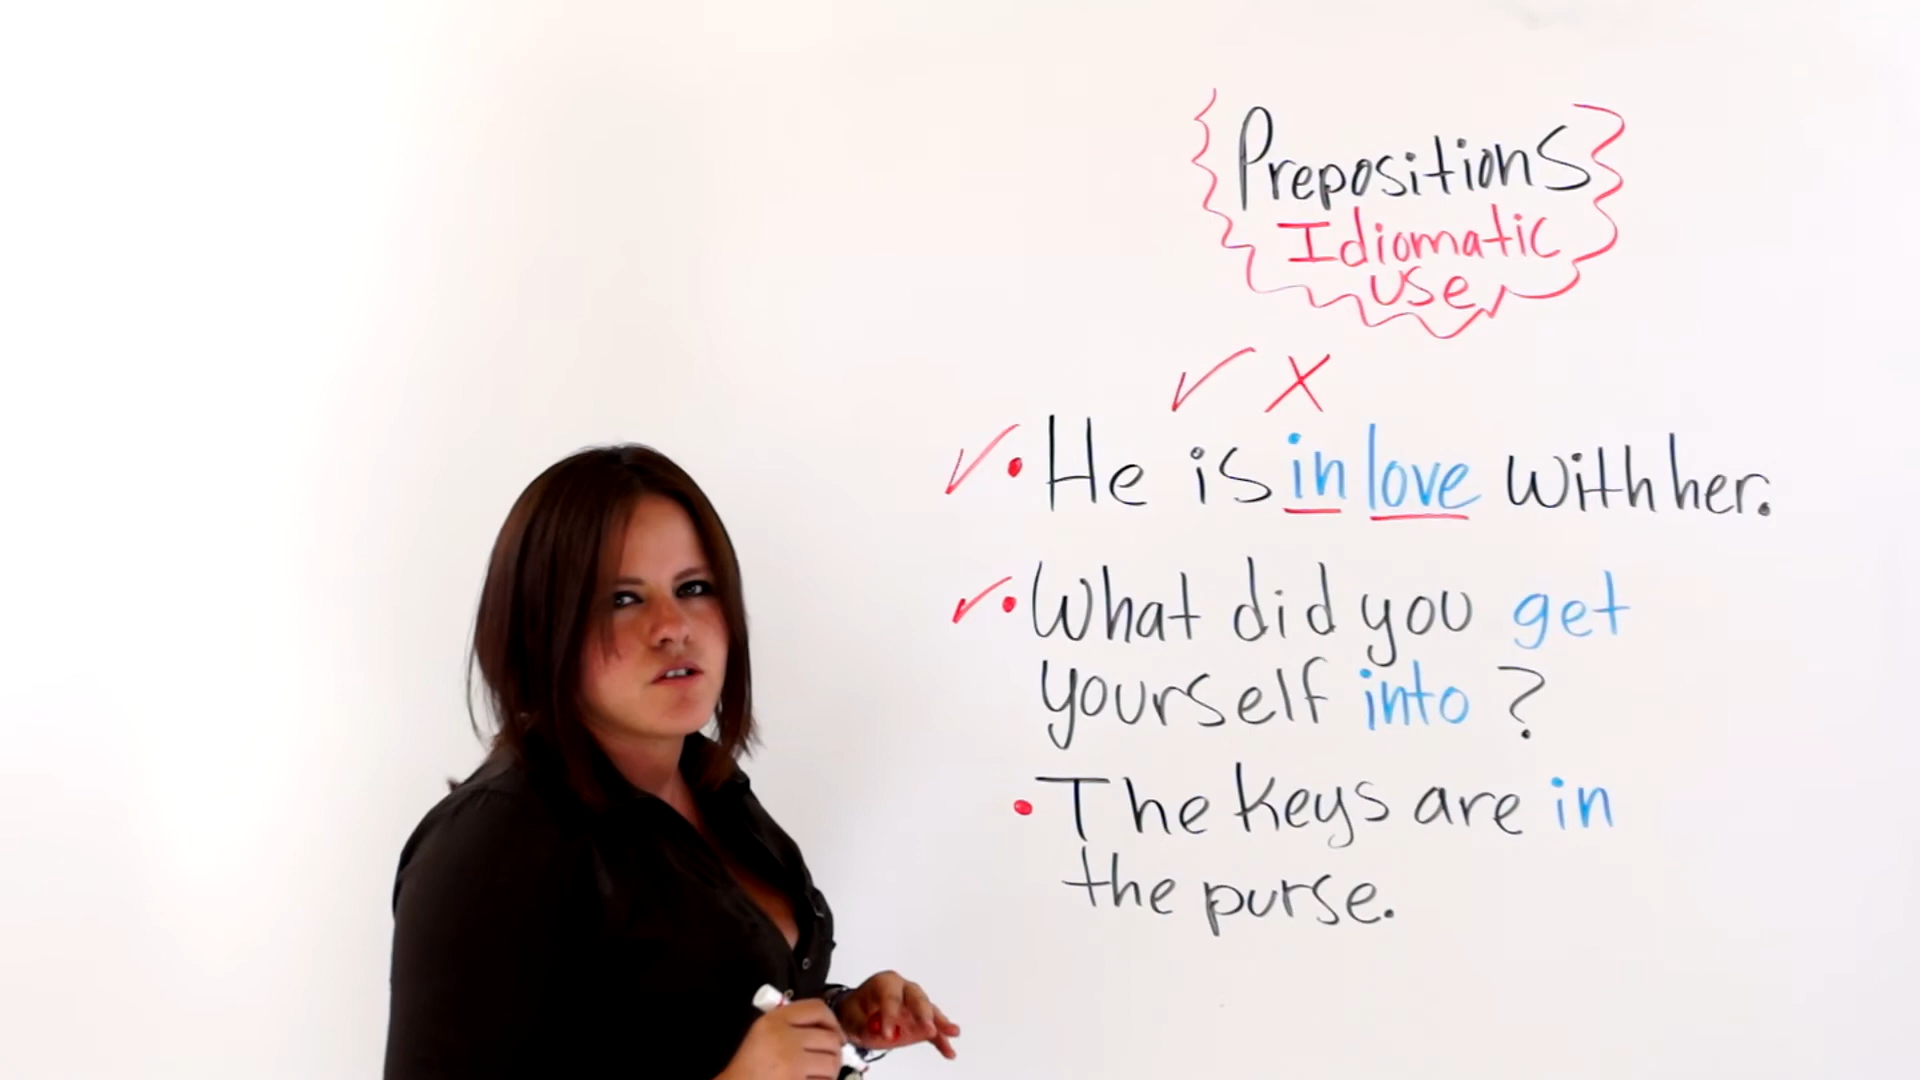 Prepositions
Idiomatic
use
✓ X
✓• He is in love with her.
✓• What did you get
yourself into?
• The keys are in
the purse.